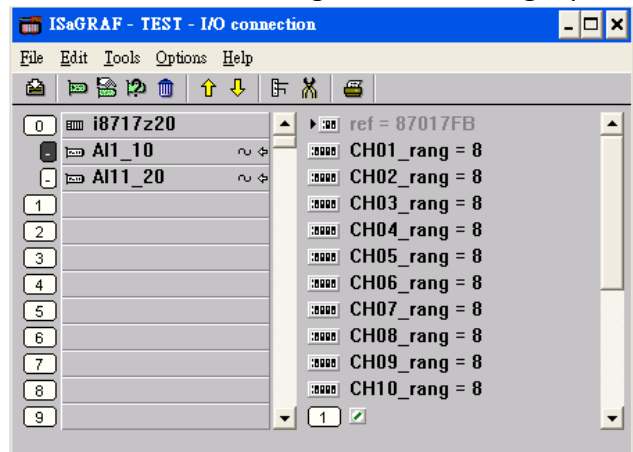 ISaGRAF - TEST - I/O connection
File Edit Tools Options Help
0 i8717z20 ref = 87017FB
- AI1_10 CH01_rang = 8
- AI11_20 CH02_rang = 8
1 CH03_rang = 8
2 CH04_rang = 8
3 CH05_rang = 8
4 CH06_rang = 8
5 CH07_rang = 8
6 CH08_rang = 8
7 CH09_rang = 8
8 CH10_rang = 8
9 1